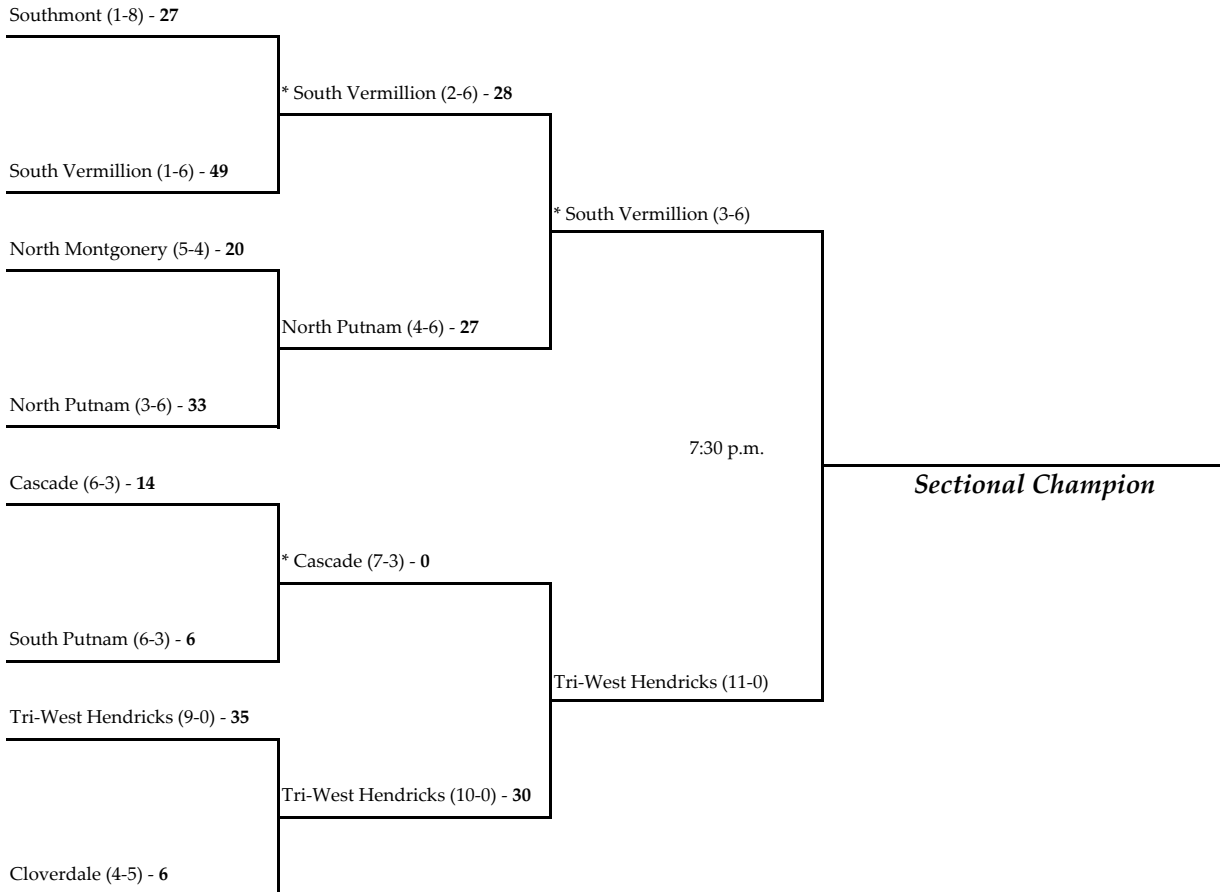 Southmont (1-8) - 27
* South Vermillion (2-6) - 28
South Vermillion (1-6) - 49
* South Vermillion (3-6)
North Montgonery (5-4) - 20
North Putnam (4-6) - 27
North Putnam (3-6) - 33
7:30 p.m.
Cascade (6-3) - 14
Sectional Champion
* Cascade (7-3) - 0
South Putnam (6-3) - 6
Tri-West Hendricks (11-0)
Tri-West Hendricks (9-0) - 35
Tri-West Hendricks (10-0) - 30
Cloverdale (4-5) - 6